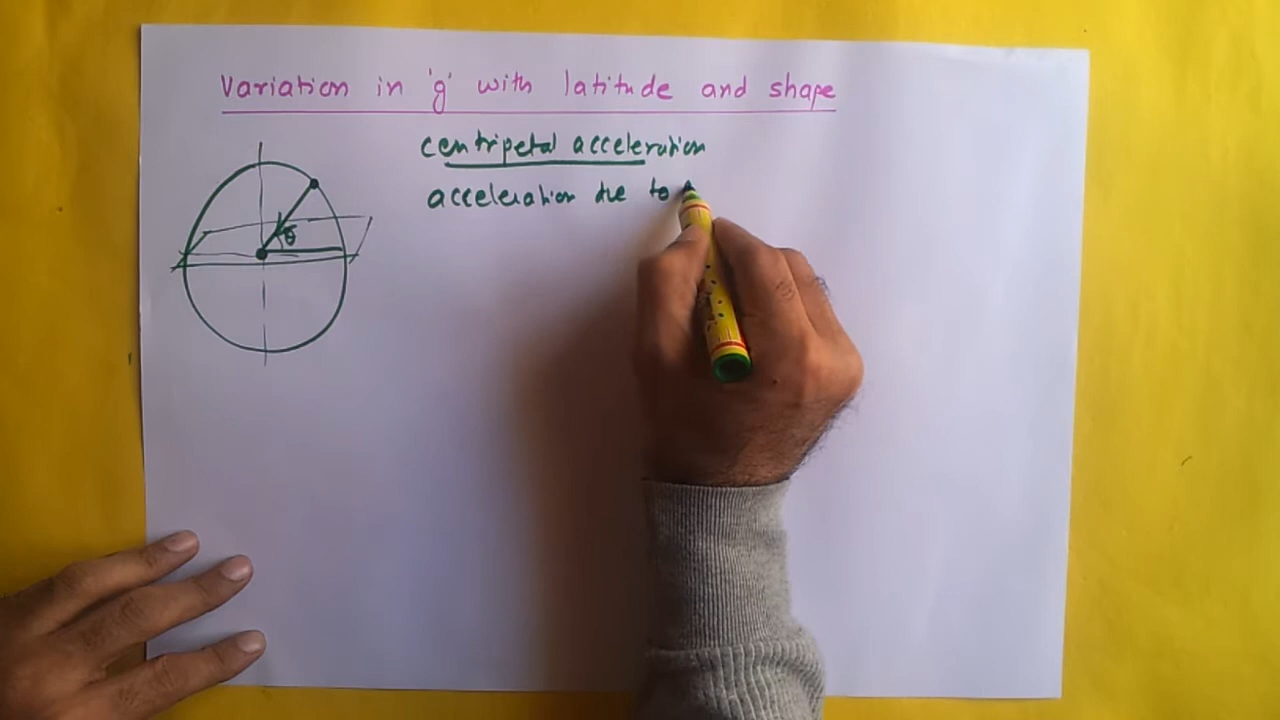 Variation in 'g' with latitude and shape
centripetal acceleration
acceleration due to
θ